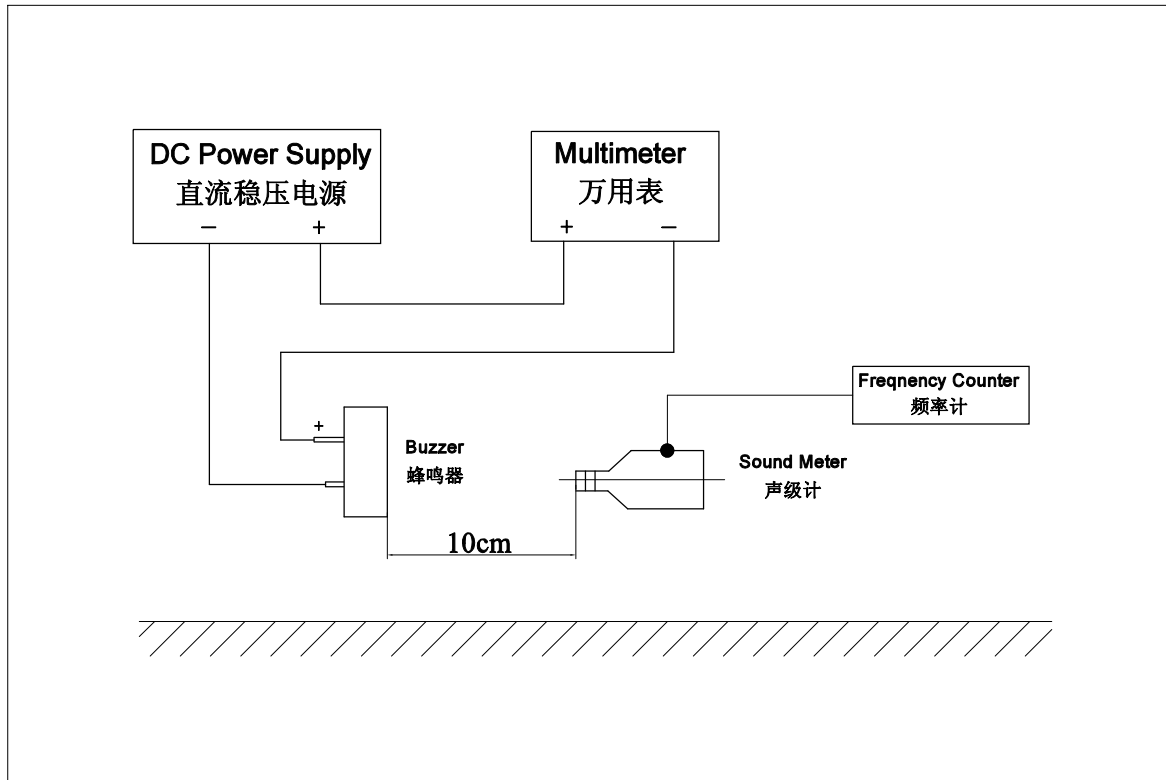 DC Power Supply
直流稳压电源
— +
Multimeter
万用表
+ —
Freqnency Counter
频率计
+
Buzzer
蜂鸣器
Sound Meter
声级计
10cm